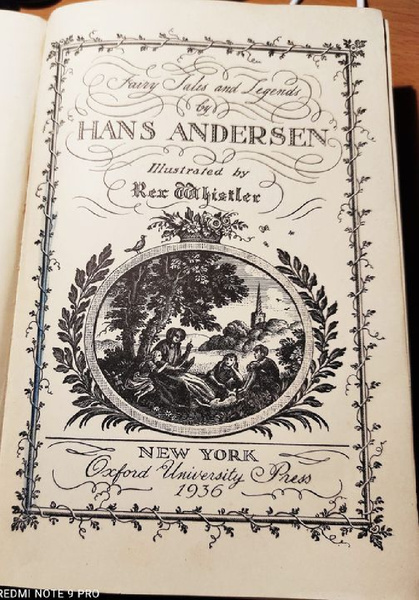 Fairy Tales and Legends
by
HANS ANDERSEN
Illustrated by
Rex Whistler
NEW YORK
Oxford University Press
1936
REDMI NOTE 9 PRO